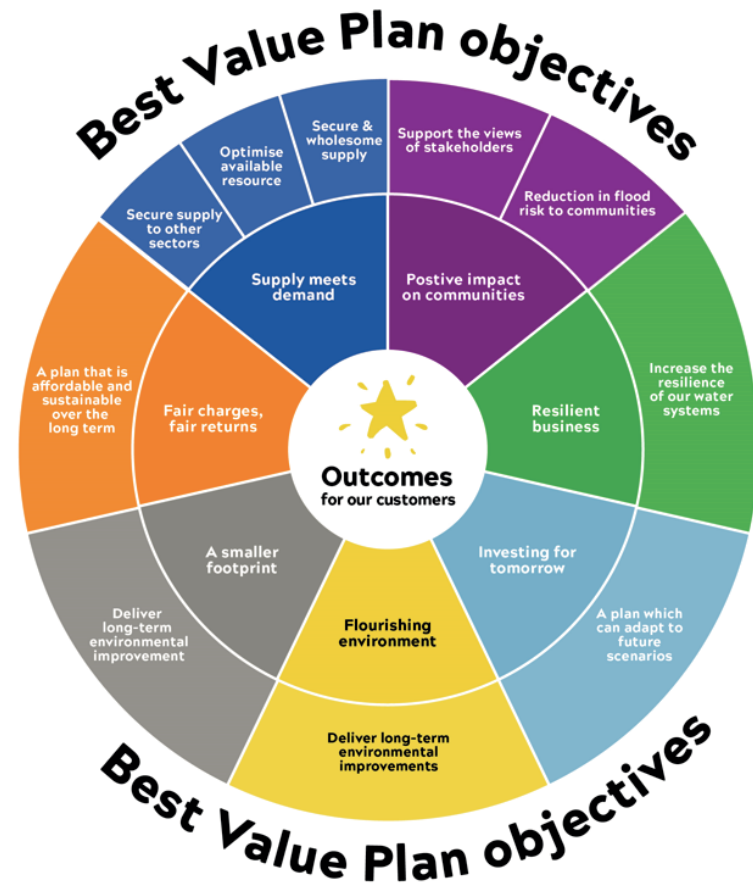 Best Value Plan objectives
Secure &
wholesome
supply
Support the views
of stakeholders
Optimise
available
resource
Reduction in flood
risk to communities
Secure supply
to other
sectors
Supply meets
demand
Postive impact
on communities
A plan that is
affordable and
sustainable
over the
long term
Fair charges,
fair returns
Resilient
business
Increase the
resilience
of our water
systems
Outcomes
for our customers
A smaller
footprint
Investing for
tomorrow
Deliver
long-term
environmental
improvement
Flourishing
environment
A plan which
can adapt to
future
scenarios
Deliver long-term
environmental
improvements
Best Value Plan objectives